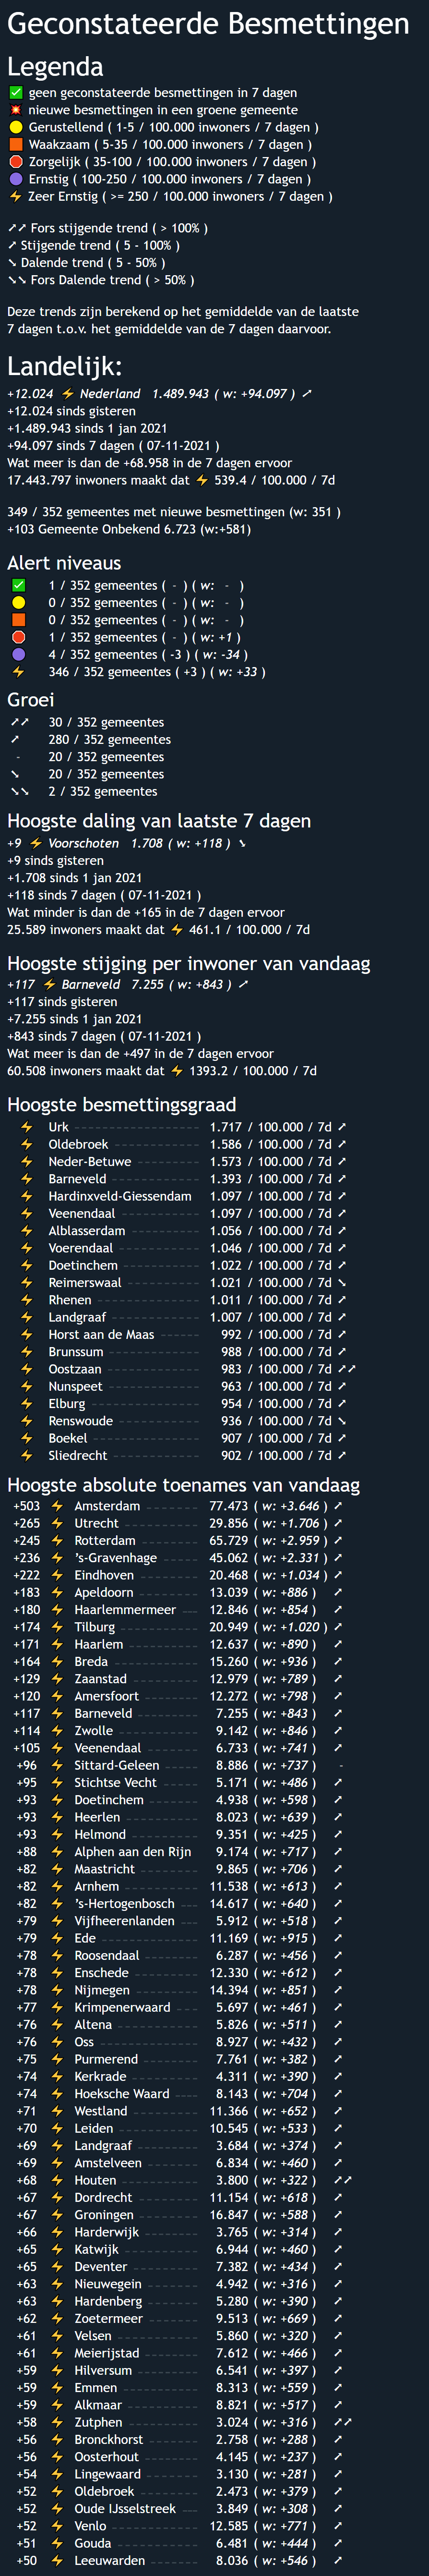 Geconstateerde Besmettingen
Legenda
✅ geen geconstateerde besmettingen in 7 dagen
💥 nieuwe besmettingen in een groene gemeente
🟡 Gerustellend ( 1-5 / 100.000 inwoners / 7 dagen )
🟧 Waakzaam ( 5-35 / 100.000 inwoners / 7 dagen )
🛑 Zorgelijk ( 35-100 / 100.000 inwoners / 7 dagen )
🟣 Ernstig ( 100-250 / 100.000 inwoners / 7 dagen )
⚡ Zeer Ernstig ( >= 250 / 100.000 inwoners / 7 dagen )
➚➚ Fors stijgende trend ( > 100% )
➚ Stijgende trend ( 5 - 100% )
➘ Dalende trend ( 5 - 50% )
➘➘ Fors Dalende trend ( > 50% )
Deze trends zijn berekend op het gemiddelde van de laatste
7 dagen t.o.v. het gemiddelde van de 7 dagen daarvoor.
Landelijk:
+12.024 ⚡ Nederland 1.489.943 ( w: +94.097 ) ➚
+12.024 sinds gisteren
+1.489.943 sinds 1 jan 2021
+94.097 sinds 7 dagen ( 07-11-2021 )
Wat meer is dan de +68.958 in de 7 dagen ervoor
17.443.797 inwoners maakt dat ⚡ 539.4 / 100.000 / 7d
349 / 352 gemeentes met nieuwe besmettingen (w: 351 )
+103 Gemeente Onbekend 6.723 (w:+581)
Alert niveaus
✅ 1 / 352 gemeentes ( - ) ( w: - )
🟡 0 / 352 gemeentes ( - ) ( w: - )
🟧 0 / 352 gemeentes ( - ) ( w: - )
🛑 1 / 352 gemeentes ( - ) ( w: +1 )
🟣 4 / 352 gemeentes ( -3 ) ( w: -34 )
⚡ 346 / 352 gemeentes ( +3 ) ( w: +33 )
Groei
➚➚ 30 / 352 gemeentes
➚ 280 / 352 gemeentes
- 20 / 352 gemeentes
➘ 20 / 352 gemeentes
➘➘ 2 / 352 gemeentes
Hoogste daling van laatste 7 dagen
+9 ⚡ Voorschoten 1.708 ( w: +118 ) ➘
+9 sinds gisteren
+1.708 sinds 1 jan 2021
+118 sinds 7 dagen ( 07-11-2021 )
Wat minder is dan de +165 in de 7 dagen ervoor
25.589 inwoners maakt dat ⚡ 461.1 / 100.000 / 7d
Hoogste stijging per inwoner van vandaag
+117 ⚡ Barneveld 7.255 ( w: +843 ) ➚
+117 sinds gisteren
+7.255 sinds 1 jan 2021
+843 sinds 7 dagen ( 07-11-2021 )
Wat meer is dan de +497 in de 7 dagen ervoor
60.508 inwoners maakt dat ⚡ 1393.2 / 100.000 / 7d
Hoogste besmettingsgraad
⚡ Urk 1.717 / 100.000 / 7d ➚
⚡ Oldebroek 1.586 / 100.000 / 7d ➚
⚡ Neder-Betuwe 1.573 / 100.000 / 7d ➚
⚡ Barneveld 1.393 / 100.000 / 7d ➚
⚡ Hardinxveld-Giessendam 1.097 / 100.000 / 7d ➚
⚡ Veenendaal 1.097 / 100.000 / 7d ➚
⚡ Alblasserdam 1.056 / 100.000 / 7d ➚
⚡ Voerendaal 1.046 / 100.000 / 7d ➚
⚡ Doetinchem 1.022 / 100.000 / 7d ➚
⚡ Reimerswaal 1.021 / 100.000 / 7d ➘
⚡ Rhenen 1.011 / 100.000 / 7d ➚
⚡ Landgraaf 1.007 / 100.000 / 7d ➚
⚡ Horst aan de Maas 992 / 100.000 / 7d ➚
⚡ Brunssum 988 / 100.000 / 7d ➚
⚡ Oostzaan 983 / 100.000 / 7d ➚➚
⚡ Nunspeet 963 / 100.000 / 7d ➚
⚡ Elburg 954 / 100.000 / 7d ➚
⚡ Renswoude 936 / 100.000 / 7d ➘
⚡ Boekel 907 / 100.000 / 7d ➚
⚡ Sliedrecht 902 / 100.000 / 7d ➚
Hoogste absolute toenames van vandaag
+503 ⚡ Amsterdam 77.473 ( w: +3.646 ) ➚
+265 ⚡ Utrecht 29.856 ( w: +1.706 ) ➚
+245 ⚡ Rotterdam 65.729 ( w: +2.959 ) ➚
+236 ⚡ 's-Gravenhage 45.062 ( w: +2.331 ) ➚
+222 ⚡ Eindhoven 20.468 ( w: +1.034 ) ➚
+183 ⚡ Apeldoorn 13.039 ( w: +886 ) ➚
+180 ⚡ Haarlemmermeer 12.846 ( w: +854 ) ➚
+174 ⚡ Tilburg 20.949 ( w: +1.020 ) ➚
+171 ⚡ Haarlem 12.637 ( w: +890 ) ➚
+164 ⚡ Breda 15.260 ( w: +936 ) ➚
+129 ⚡ Zaanstad 12.979 ( w: +789 ) ➚
+120 ⚡ Amersfoort 12.272 ( w: +798 ) ➚
+117 ⚡ Barneveld 7.255 ( w: +843 ) ➚
+114 ⚡ Zwolle 9.142 ( w: +846 ) ➚
+105 ⚡ Veenendaal 6.733 ( w: +741 ) ➚
+96 ⚡ Sittard-Geleen 8.886 ( w: +737 ) -
+95 ⚡ Stichtse Vecht 5.171 ( w: +486 ) ➚
+93 ⚡ Doetinchem 4.938 ( w: +598 ) ➚
+93 ⚡ Heerlen 8.023 ( w: +639 ) ➚
+93 ⚡ Helmond 9.351 ( w: +425 ) ➚
+88 ⚡ Alphen aan den Rijn 9.174 ( w: +717 ) ➚
+82 ⚡ Maastricht 9.865 ( w: +706 ) ➚
+82 ⚡ Arnhem 11.538 ( w: +613 ) ➚
+82 ⚡ 's-Hertogenbosch 14.617 ( w: +640 ) ➚
+79 ⚡ Vijfheerenlanden 5.912 ( w: +518 ) ➚
+79 ⚡ Ede 11.169 ( w: +915 ) ➚
+78 ⚡ Roosendaal 6.287 ( w: +456 ) ➚
+78 ⚡ Enschede 12.330 ( w: +612 ) ➚
+78 ⚡ Nijmegen 14.394 ( w: +851 ) ➚
+77 ⚡ Krimpenerwaard 5.697 ( w: +461 ) ➚
+76 ⚡ Altena 5.826 ( w: +511 ) ➚
+76 ⚡ Oss 8.927 ( w: +432 ) ➚
+75 ⚡ Purmerend 7.761 ( w: +382 ) ➚
+74 ⚡ Kerkrade 4.311 ( w: +390 ) ➚
+74 ⚡ Hoeksche Waard 8.143 ( w: +704 ) ➚
+71 ⚡ Westland 11.366 ( w: +652 ) ➚
+70 ⚡ Leiden 10.545 ( w: +533 ) ➚
+69 ⚡ Landgraaf 3.684 ( w: +374 ) ➚
+69 ⚡ Amstelveen 6.834 ( w: +460 ) ➚
+68 ⚡ Houten 3.800 ( w: +322 ) ➚➚
+67 ⚡ Dordrecht 11.154 ( w: +618 ) ➚
+67 ⚡ Groningen 16.847 ( w: +588 ) ➚
+66 ⚡ Harderwijk 3.765 ( w: +314 ) ➚
+65 ⚡ Katwijk 6.944 ( w: +460 ) ➚
+65 ⚡ Deventer 7.382 ( w: +434 ) ➚
+63 ⚡ Nieuwegein 4.942 ( w: +316 ) ➚
+63 ⚡ Hardenberg 5.280 ( w: +390 ) ➚
+62 ⚡ Zoetermeer 9.513 ( w: +669 ) ➚
+61 ⚡ Velsen 5.860 ( w: +320 ) ➚
+61 ⚡ Meierijstad 7.612 ( w: +466 ) ➚
+59 ⚡ Hilversum 6.541 ( w: +397 ) ➚
+59 ⚡ Emmen 8.313 ( w: +559 ) ➚
+59 ⚡ Alkmaar 8.821 ( w: +517 ) ➚
+58 ⚡ Zutphen 3.024 ( w: +316 ) ➚➚
+56 ⚡ Bronckhorst 2.758 ( w: +288 ) ➚
+56 ⚡ Oosterhout 4.145 ( w: +237 ) ➚
+54 ⚡ Lingewaard 3.130 ( w: +281 ) ➚
+52 ⚡ Oldebroek 2.473 ( w: +379 ) ➚
+52 ⚡ Oude IJsselstreek 3.849 ( w: +308 ) ➚
+52 ⚡ Venlo 12.585 ( w: +771 ) ➚
+51 ⚡ Gouda 6.481 ( w: +444 ) ➚
+50 ⚡ Leeuwarden 8.036 ( w: +546 ) ➚